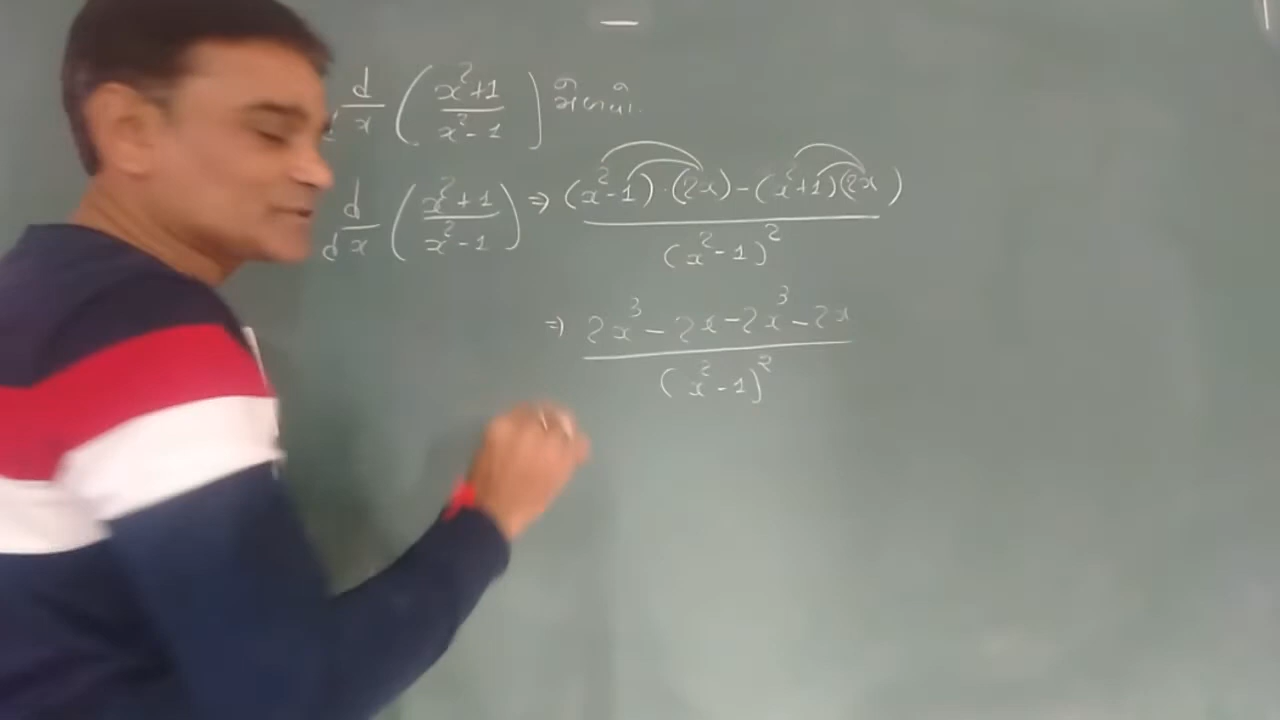 d/dx ( x²+1 / x²-1 ) મેળવો.
d/dx ( x²+1 / x²-1 ) ⇒ (x²-1)·(2x)-(x²+1)(2x) / (x²-1)²
⇒ 2x³-2x-2x³-2x / (x²-1)²